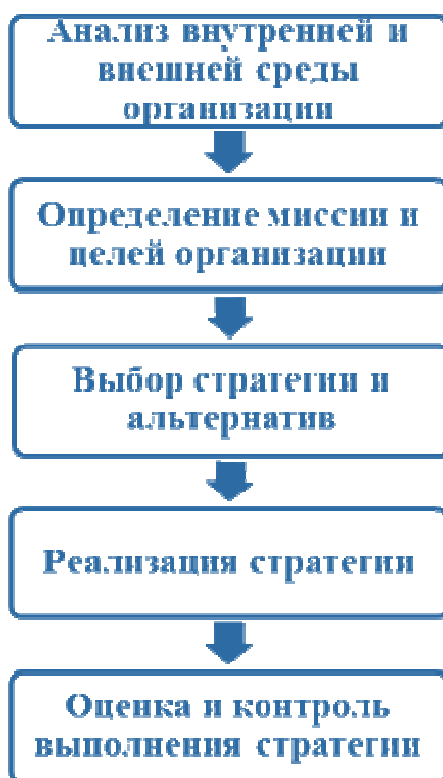 Анализ внутренней и
внешней среды
организации
Определение миссии и
целей организации
Выбор стратегии и
альтернатив
Реализация стратегии
Оценка и контроль
выполнения стратегии